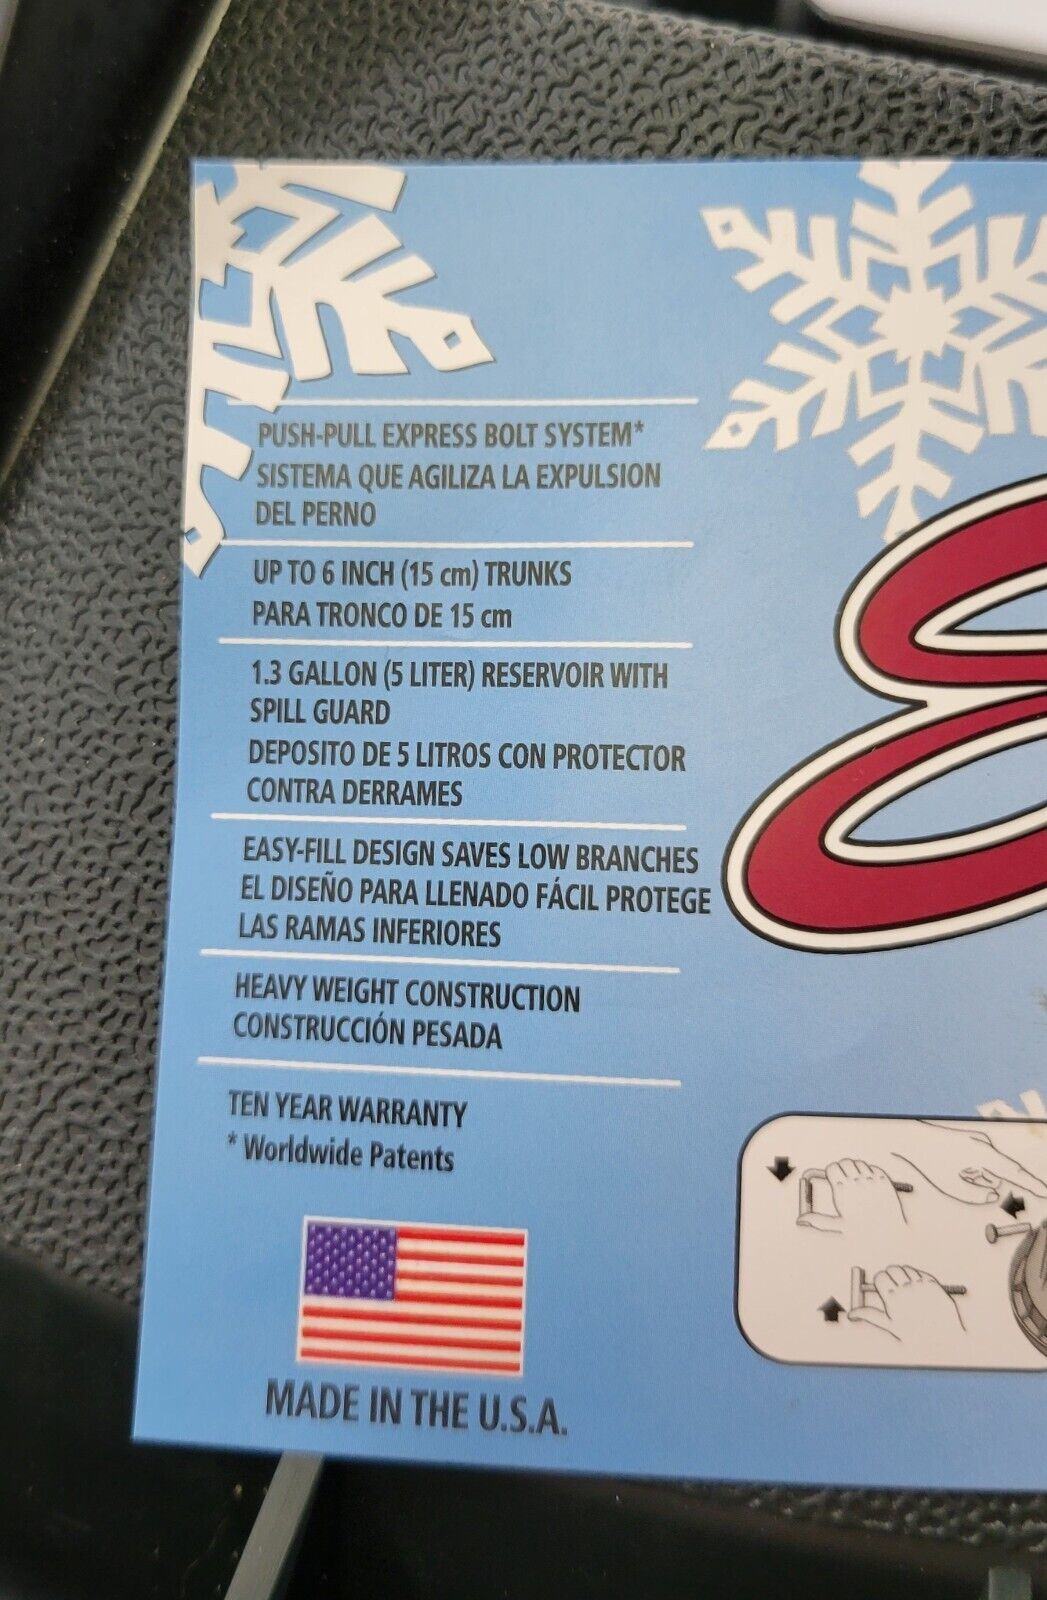 PUSH-PULL EXPRESS BOLT SYSTEM*
SISTEMA QUE AGILIZA LA EXPULSION
DEL PERNO
UP TO 6 INCH (15 cm) TRUNKS
PARA TRONCO DE 15 cm
1.3 GALLON (5 LITER) RESERVOIR WITH
SPILL GUARD
DEPOSITO DE 5 LITROS CON PROTECTOR
CONTRA DERRAMES
EASY-FILL DESIGN SAVES LOW BRANCHES
EL DISEÑO PARA LLENADO FÁCIL PROTEGE
LAS RAMAS INFERIORES
HEAVY WEIGHT CONSTRUCTION
CONSTRUCCIÓN PESADA
TEN YEAR WARRANTY
* Worldwide Patents
MADE IN THE U.S.A.